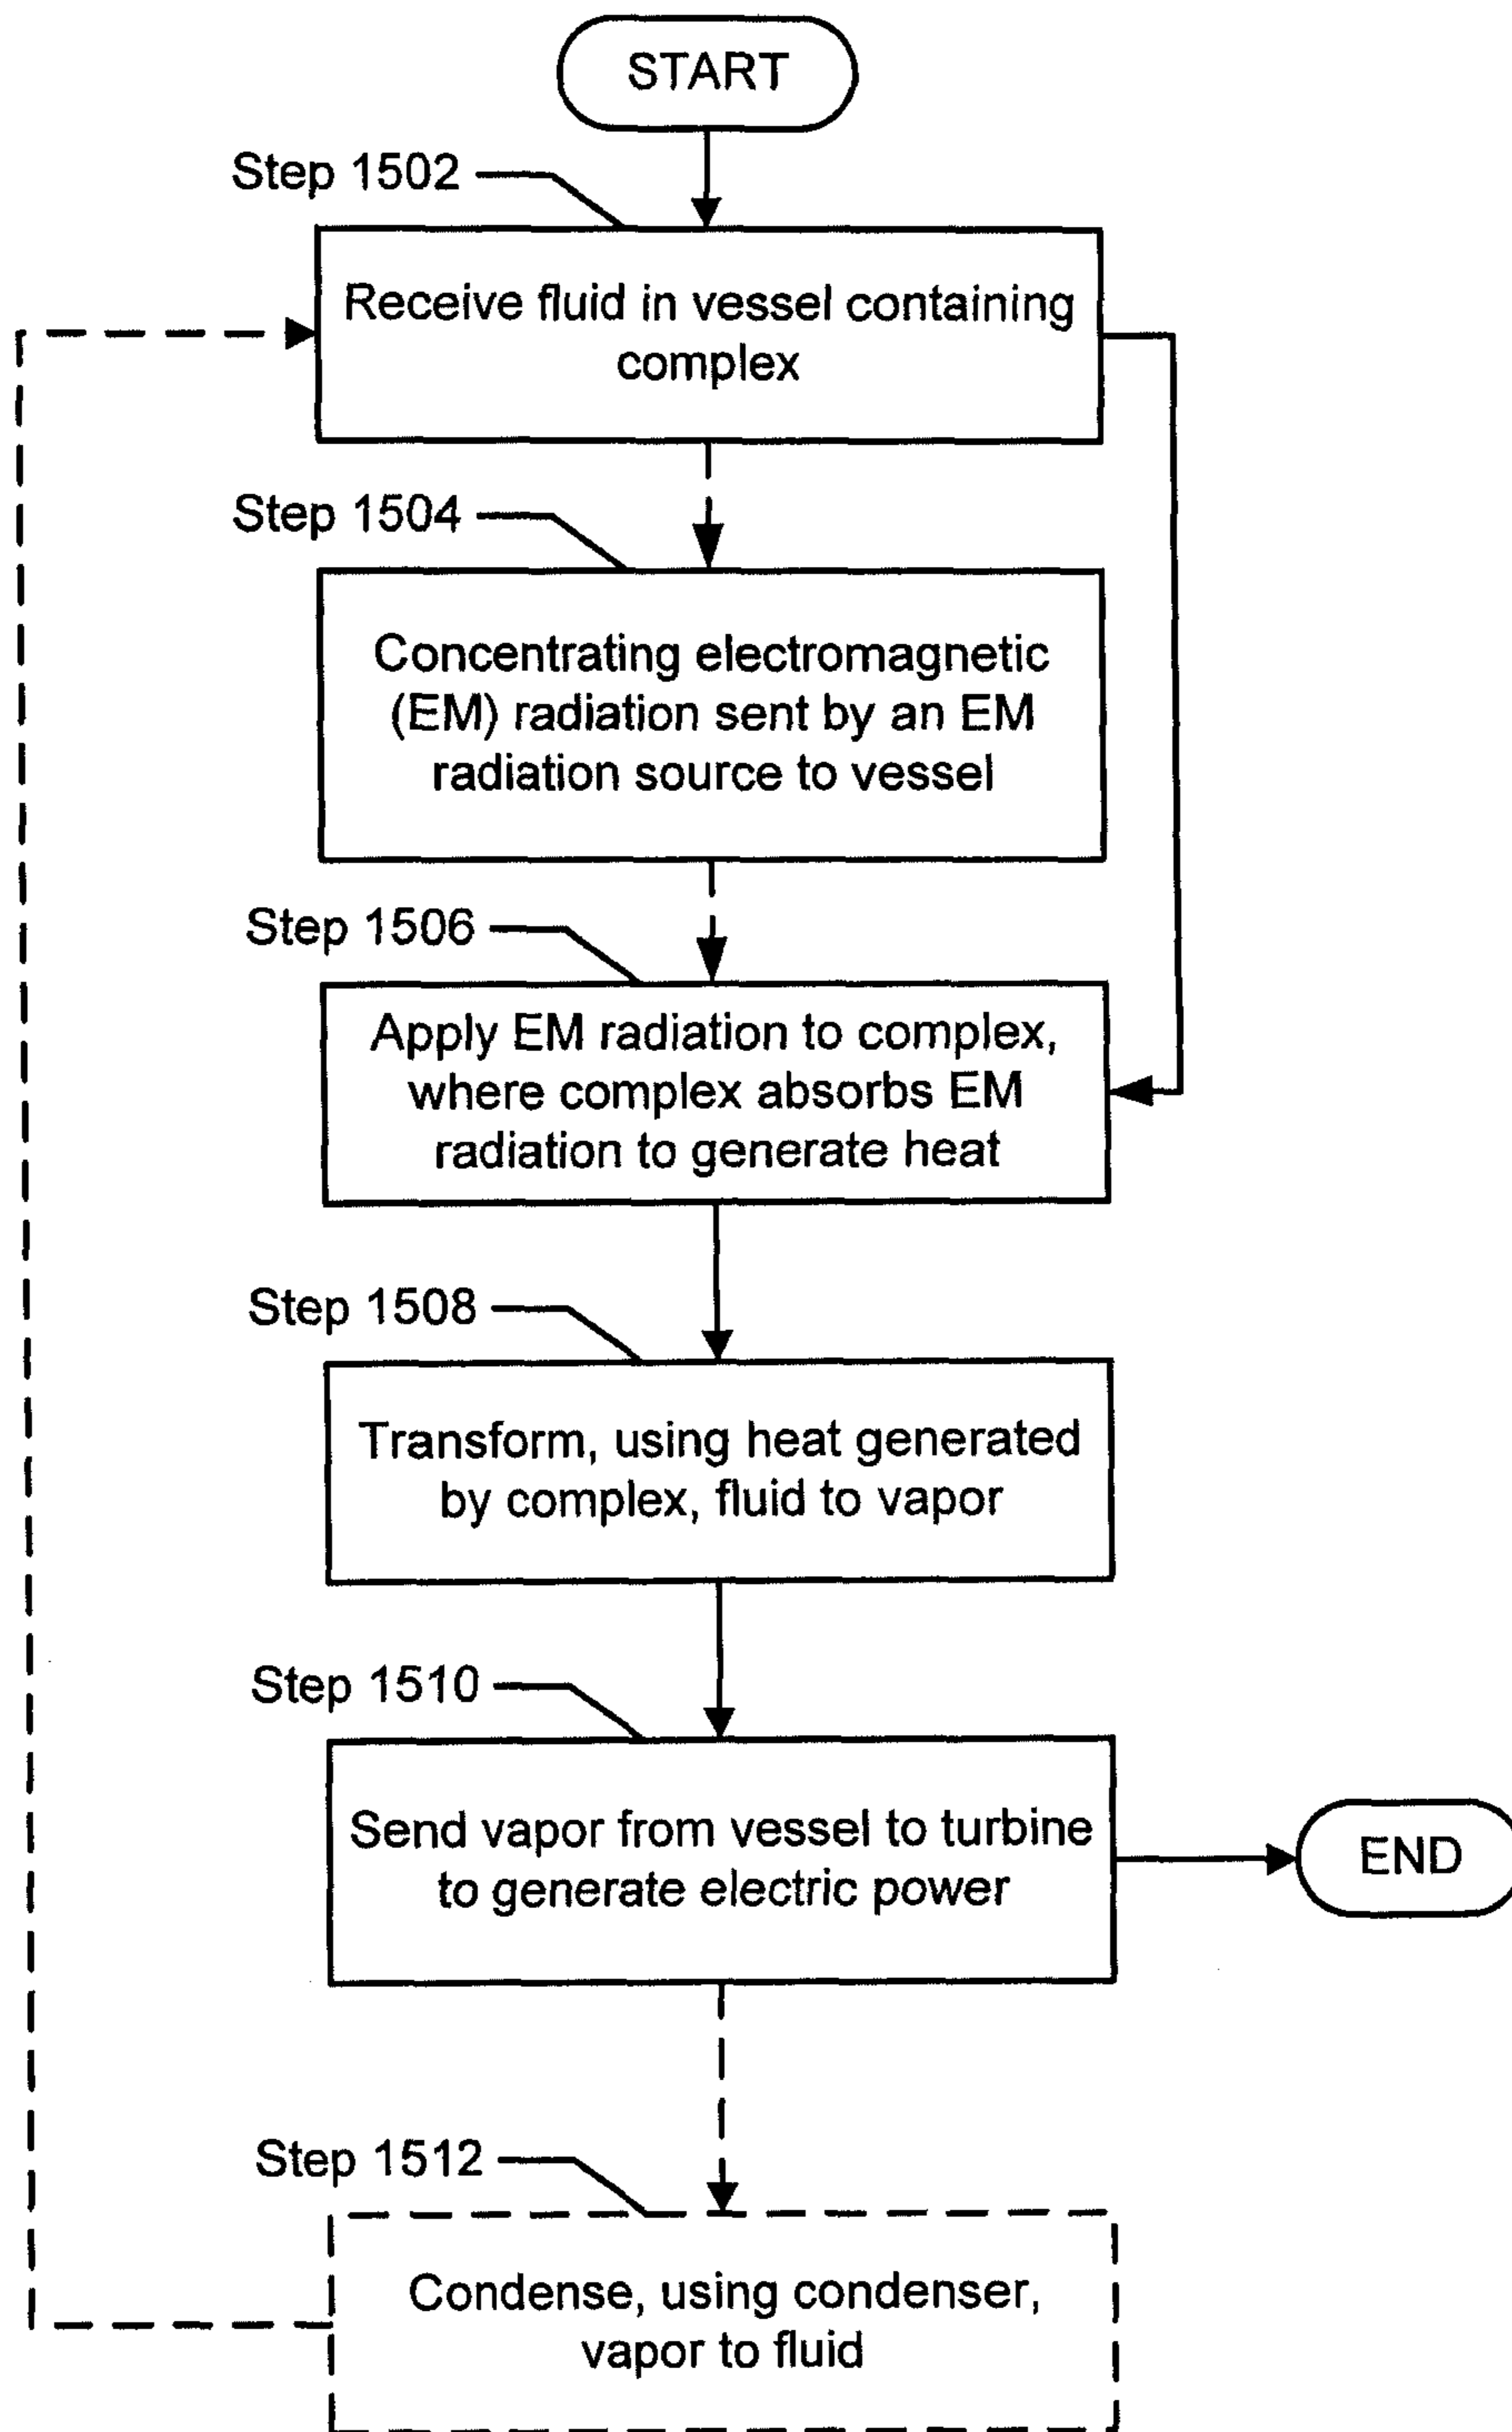 START
Step 1502
Receive fluid in vessel containing
complex
Step 1504
Concentrating electromagnetic
(EM) radiation sent by an EM
radiation source to vessel
Step 1506
Apply EM radiation to complex,
where complex absorbs EM
radiation to generate heat
Step 1508
Transform, using heat generated
by complex, fluid to vapor
Step 1510
Send vapor from vessel to turbine
to generate electric power
END
Step 1512
Condense, using condenser,
vapor to fluid